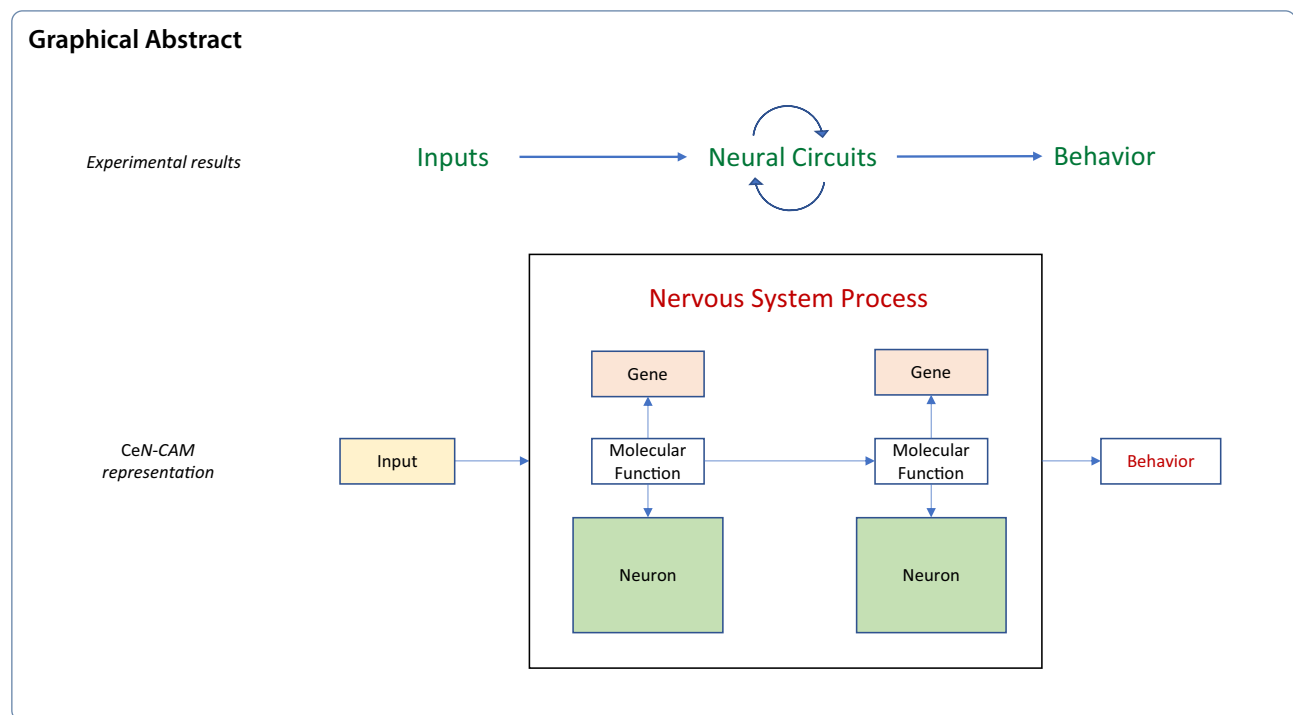 Graphical Abstract
Experimental results
Inputs
Neural Circuits
Behavior
Nervous System Process
Gene
Gene
CeN-CAM
representation
Input
Molecular
Function
Molecular
Function
Behavior
Neuron
Neuron